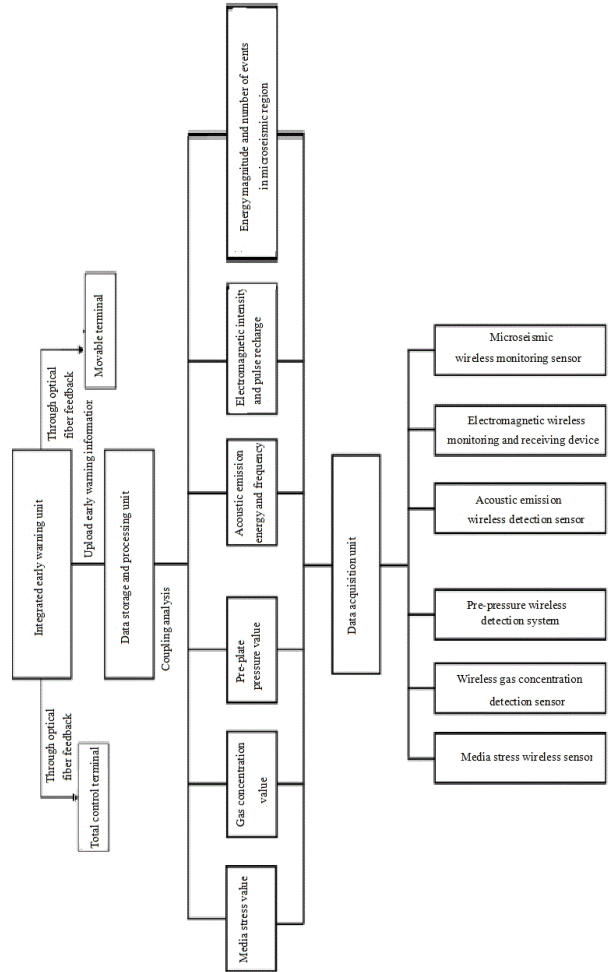 Integrated early warning unit
Through optical
fiber feedback
Total control terminal
Through optical
fiber feedback
Movable terminal
Upload early warning information
Data storage and processing unit
Coupling analysis
Media stress value
Gas concentration
value
Pre-plate
pressure value
Acoustic emission
energy and frequency
Electromagnetic intensity
and pulse recharge
Energy magnitude and number of events
in microseismic region
Data acquisition unit
Microseismic
wireless monitoring sensor
Electromagnetic wireless
monitoring and receiving device
Acoustic emission
wireless detection sensor
Pre-pressure wireless
detection system
Wireless gas concentration
detection sensor
Media stress wireless sensor